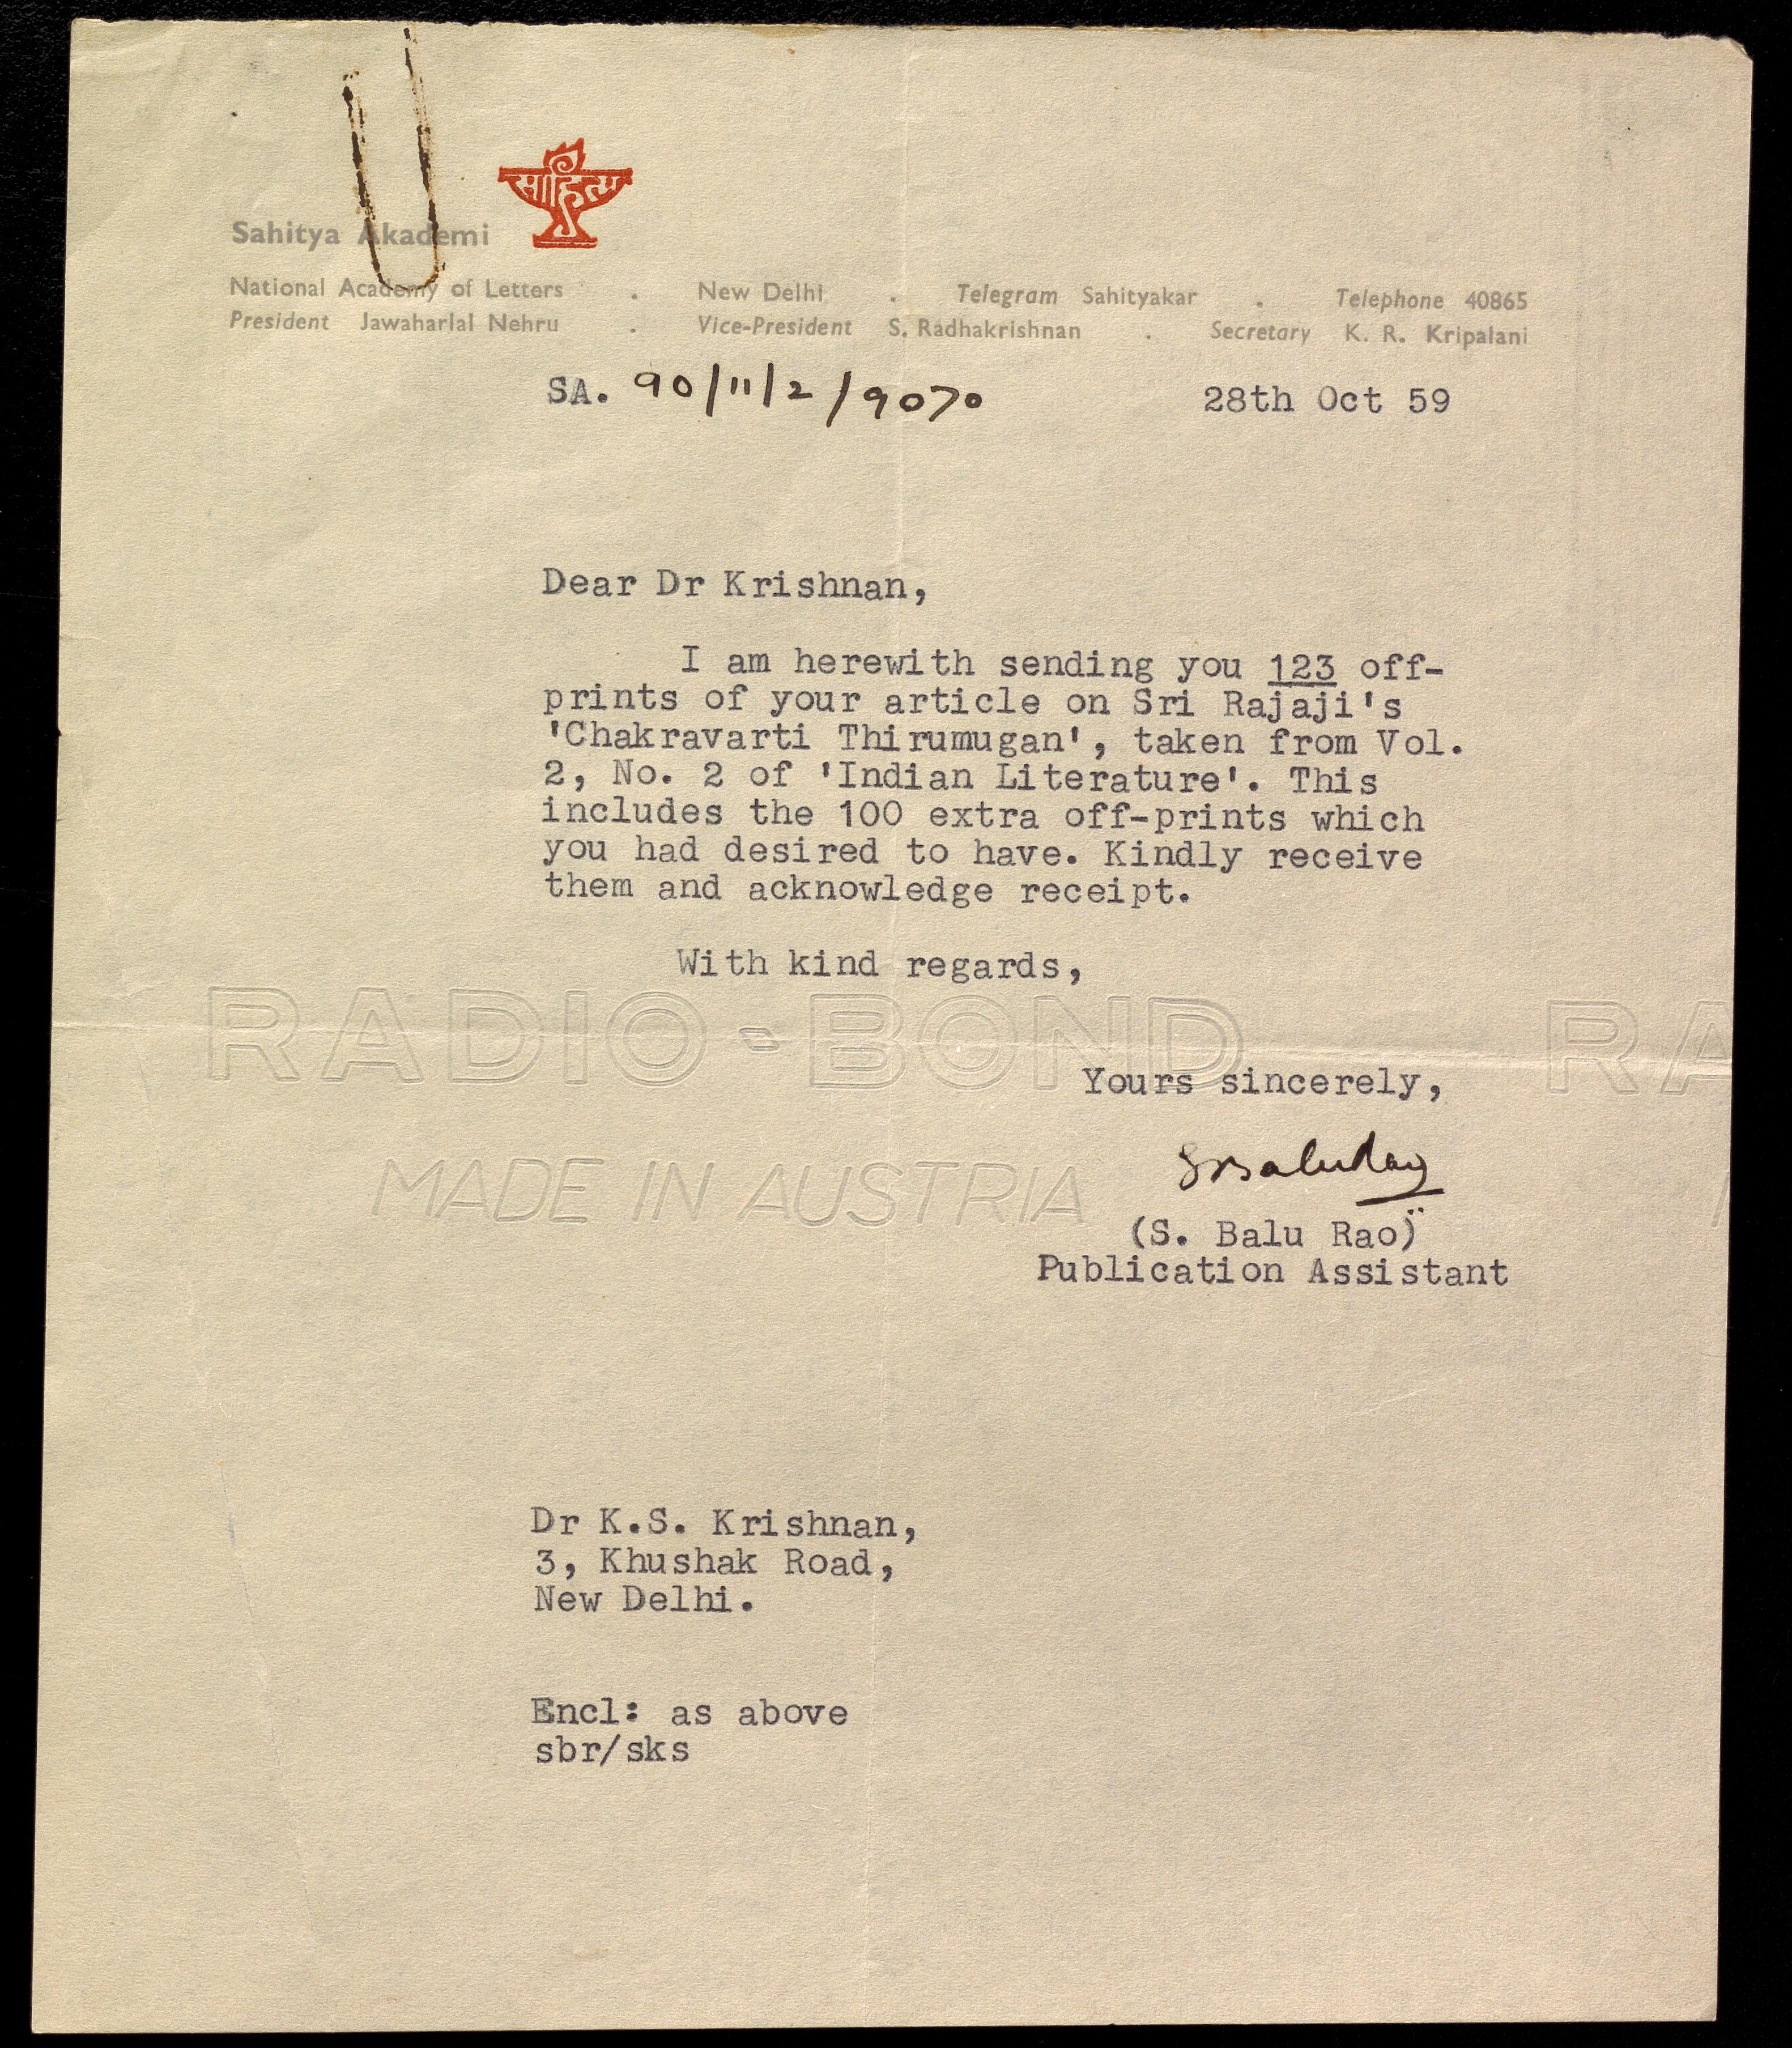 साहित्य
Sahitya Akademi
National Academy of Letters . New Delhi . Telegram Sahityakar . Telephone 40865
President Jawaharlal Nehru . Vice-President S. Radhakrishnan . Secretary K. R. Kripalani
SA. 90/11/2/9070 28th Oct 59
Dear Dr Krishnan,
I am herewith sending you 123 off-
prints of your article on Sri Rajaji's
'Chakravarti Thirumugan', taken from Vol.
2, No. 2 of 'Indian Literature'. This
includes the 100 extra off-prints which
you had desired to have. Kindly receive
them and acknowledge receipt.
With kind regards,
RADIO-BOND RA
Yours sincerely,
MADE IN AUSTRIA
SBaluRao
(S. Balu Rao)
Publication Assistant
Dr K.S. Krishnan,
3, Khushak Road,
New Delhi.
Encl: as above
sbr/sks